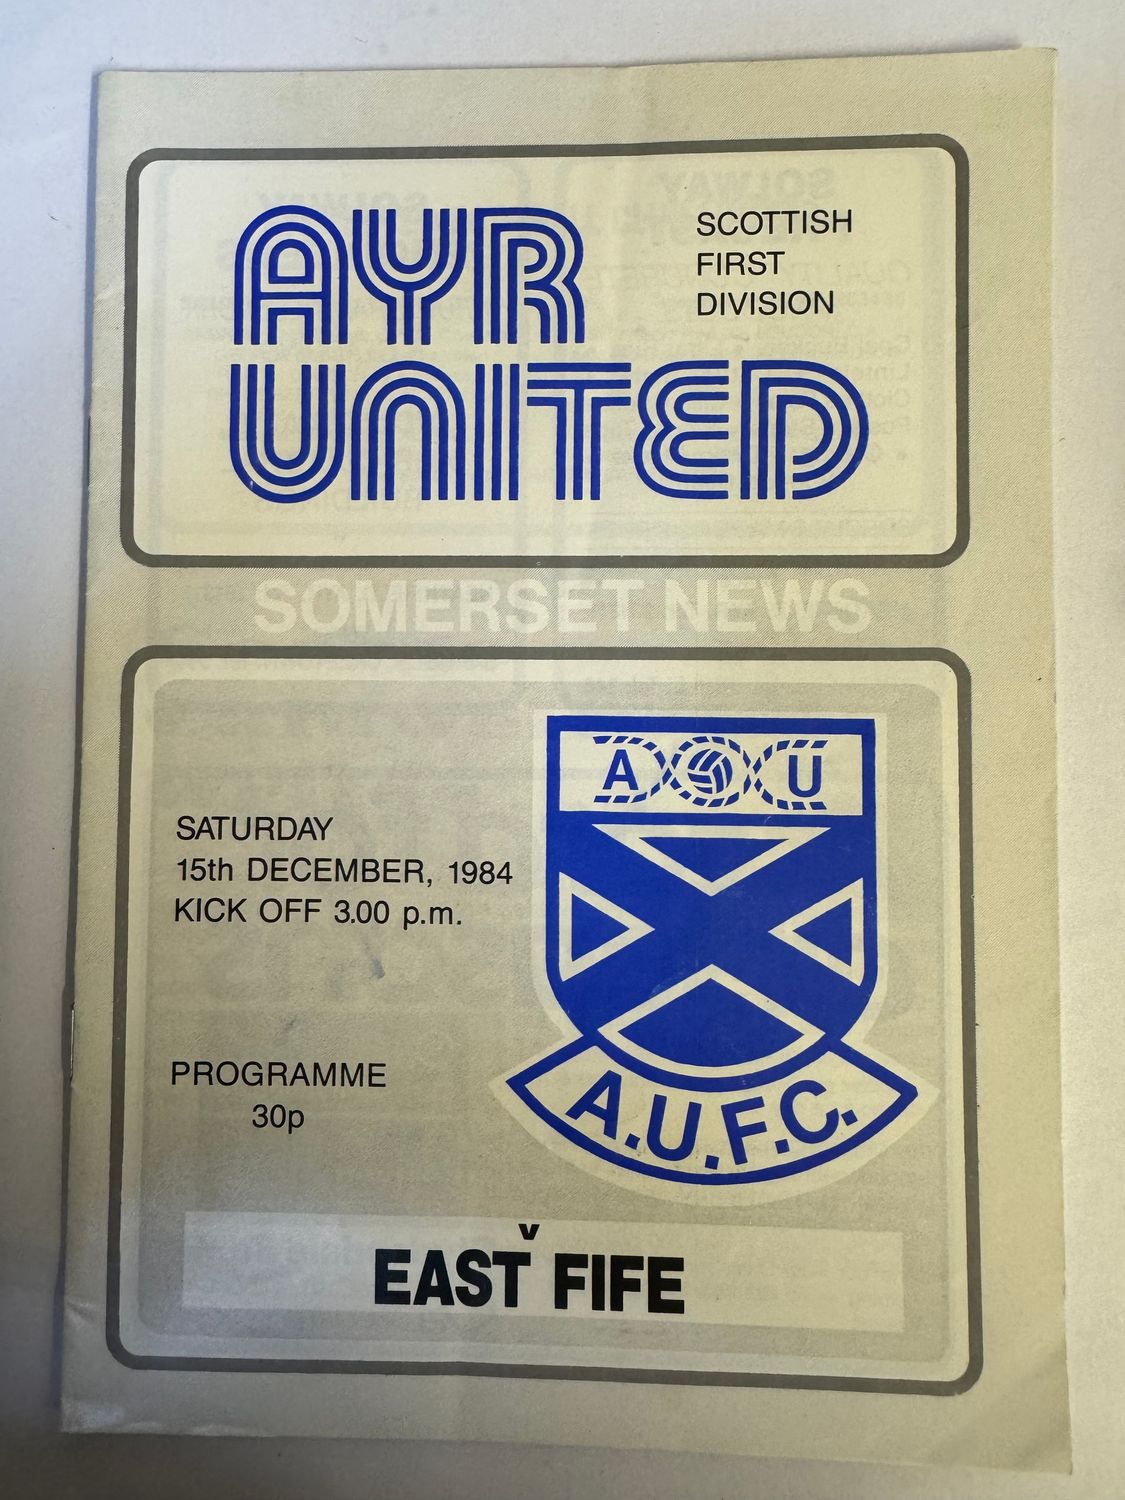 AYR
UNITED
SCOTTISH
FIRST
DIVISION
SOMERSET NEWS
SATURDAY
15th DECEMBER, 1984
KICK OFF 3.00 p.m.
PROGRAMME
30p
A U
A.U.F.C.
v
EAST FIFE